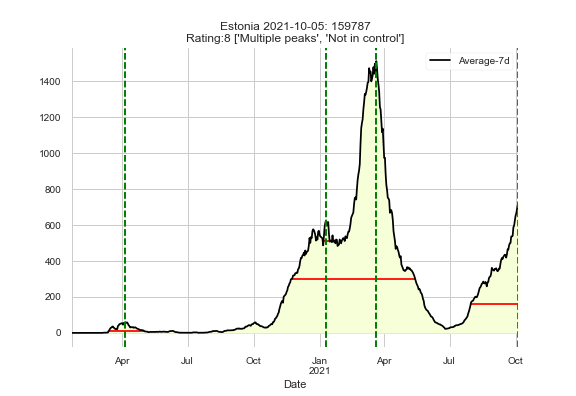 Estonia 2021-10-05: 159787
Rating:8 ['Multiple peaks', 'Not in control']
Average-7d
1400
1200
1000
800
600
400
200
0
Apr Jul Oct Jan Apr Jul Oct
2021
Date